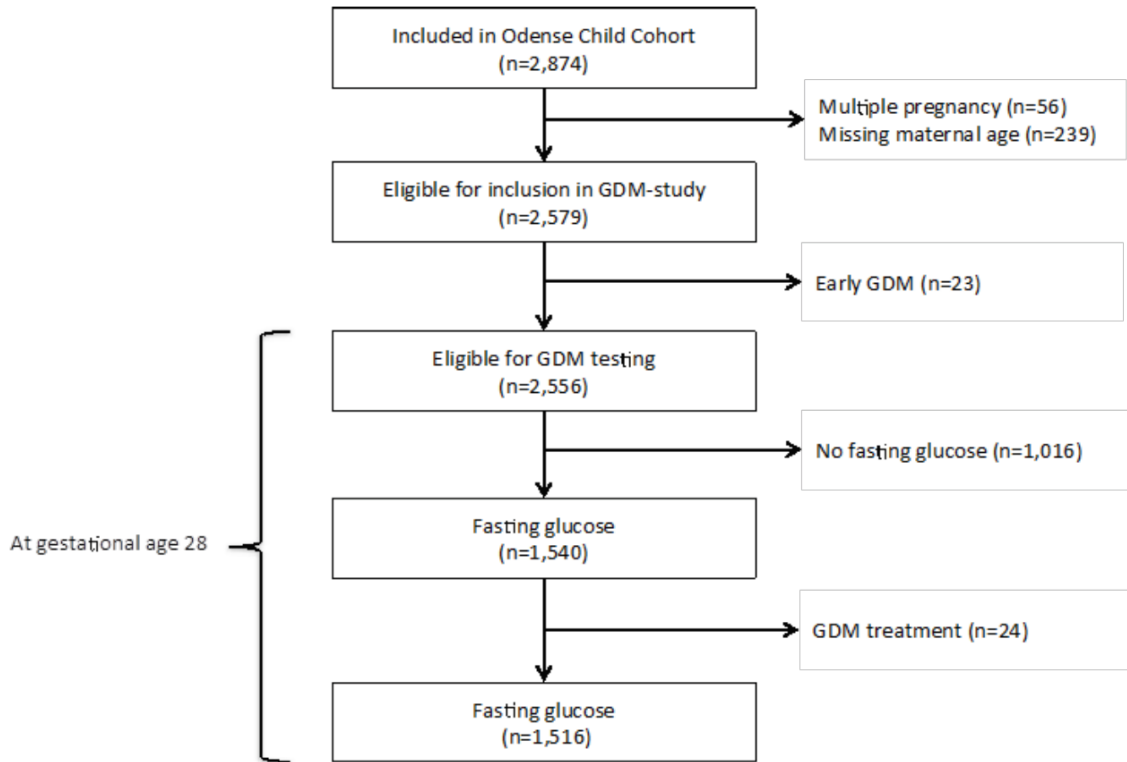 Included in Odense Child Cohort
(n=2,874)
Multiple pregnancy (n=56)
Missing maternal age (n=239)
Eligible for inclusion in GDM-study
(n=2,579)
Early GDM (n=23)
Eligible for GDM testing
(n=2,556)
No fasting glucose (n=1,016)
At gestational age 28
Fasting glucose
(n=1,540)
GDM treatment (n=24)
Fasting glucose
(n=1,516)